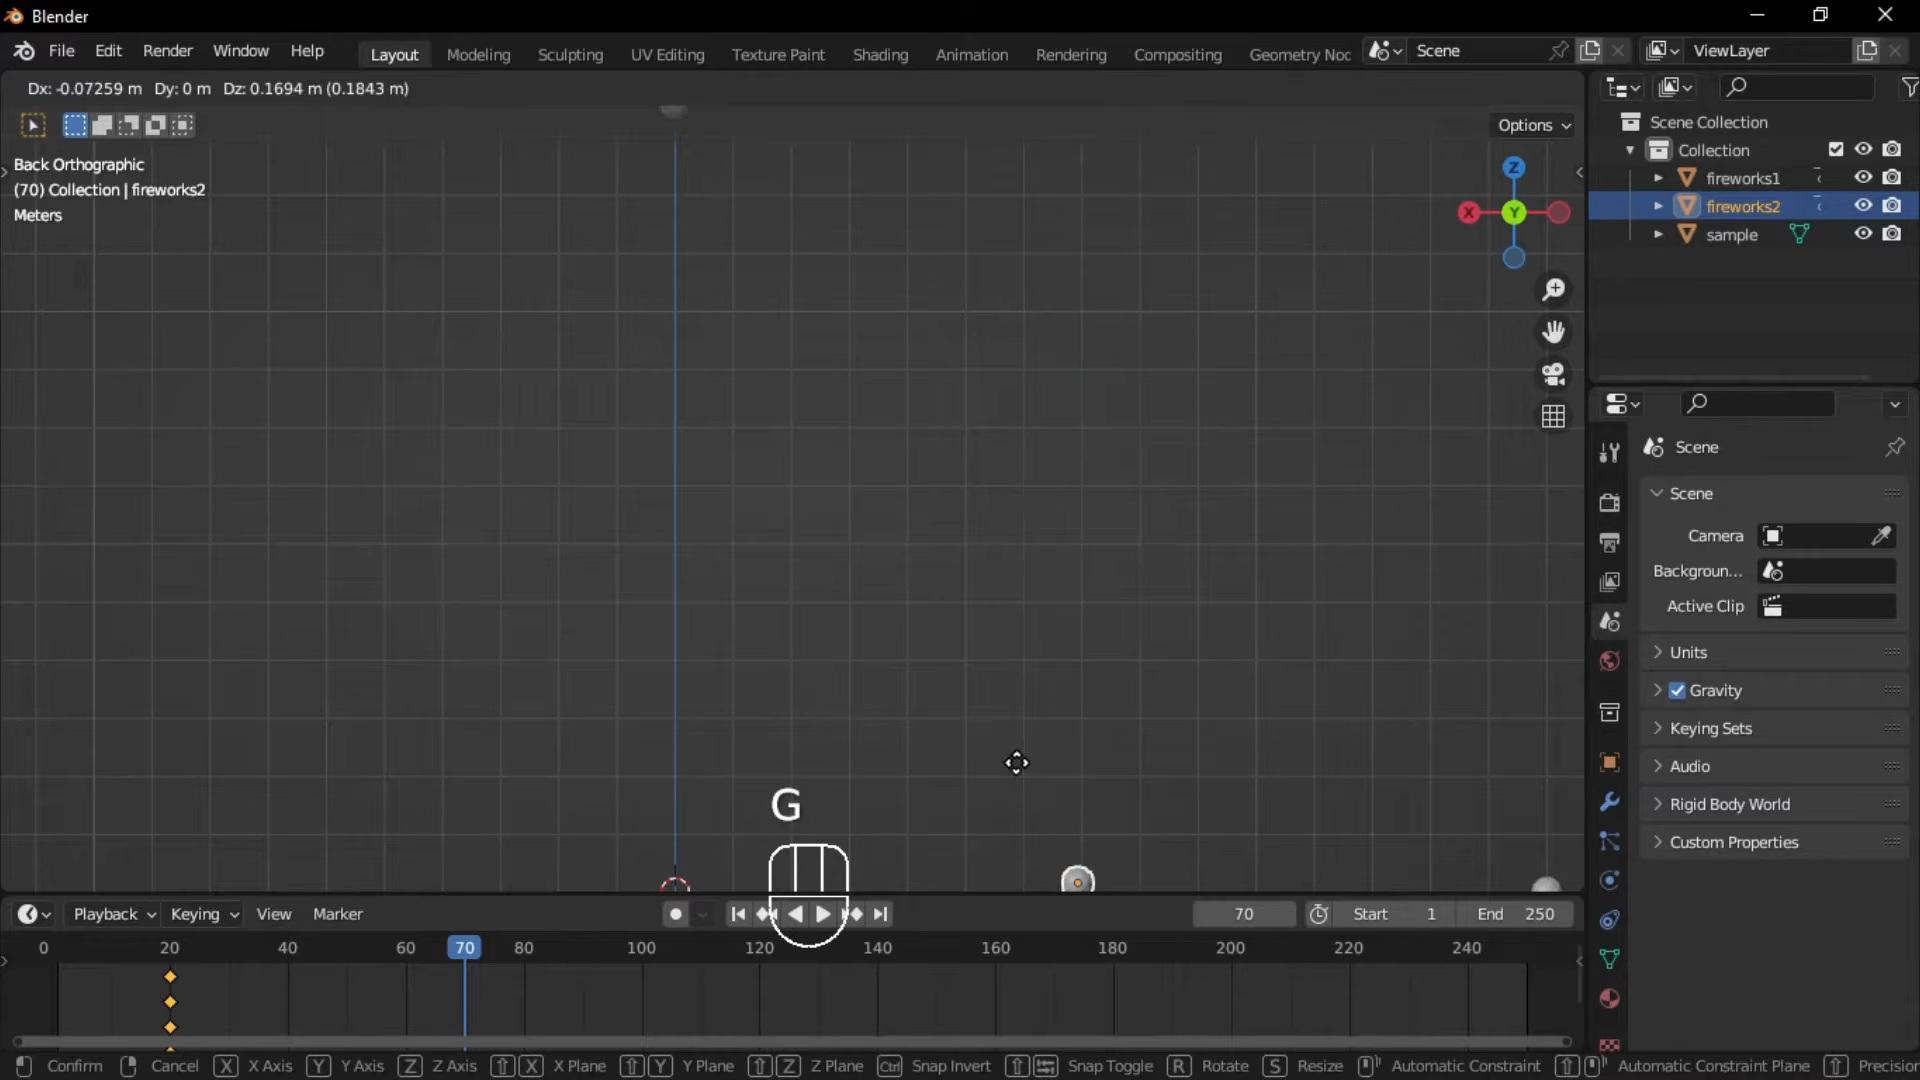 Blender
File Edit Render Window Help Layout Modeling Sculpting UV Editing Texture Paint Shading Animation Rendering Compositing Geometry Noc Scene ViewLayer
Dx: -0.07259 m Dy: 0 m Dz: 0.1694 m (0.1843 m)
Options
Back Orthographic
(70) Collection | fireworks2
Meters
Z
X
Y
Scene Collection
Collection
fireworks1
fireworks2
sample
Scene
Scene
Camera
Backgroun...
Active Clip
Units
Gravity
Keying Sets
Audio
Rigid Body World
Custom Properties
G
Playback Keying View Marker 70 Start 1 End 250
0 20 40 60 70 80 100 120 140 160 180 200 220 240
Confirm Cancel X X Axis Y Y Axis Z Z Axis X X Plane Y Y Plane Z Z Plane Ctrl Snap Invert Snap Toggle R Rotate S Resize Automatic Constraint Automatic Constraint Plane Precision